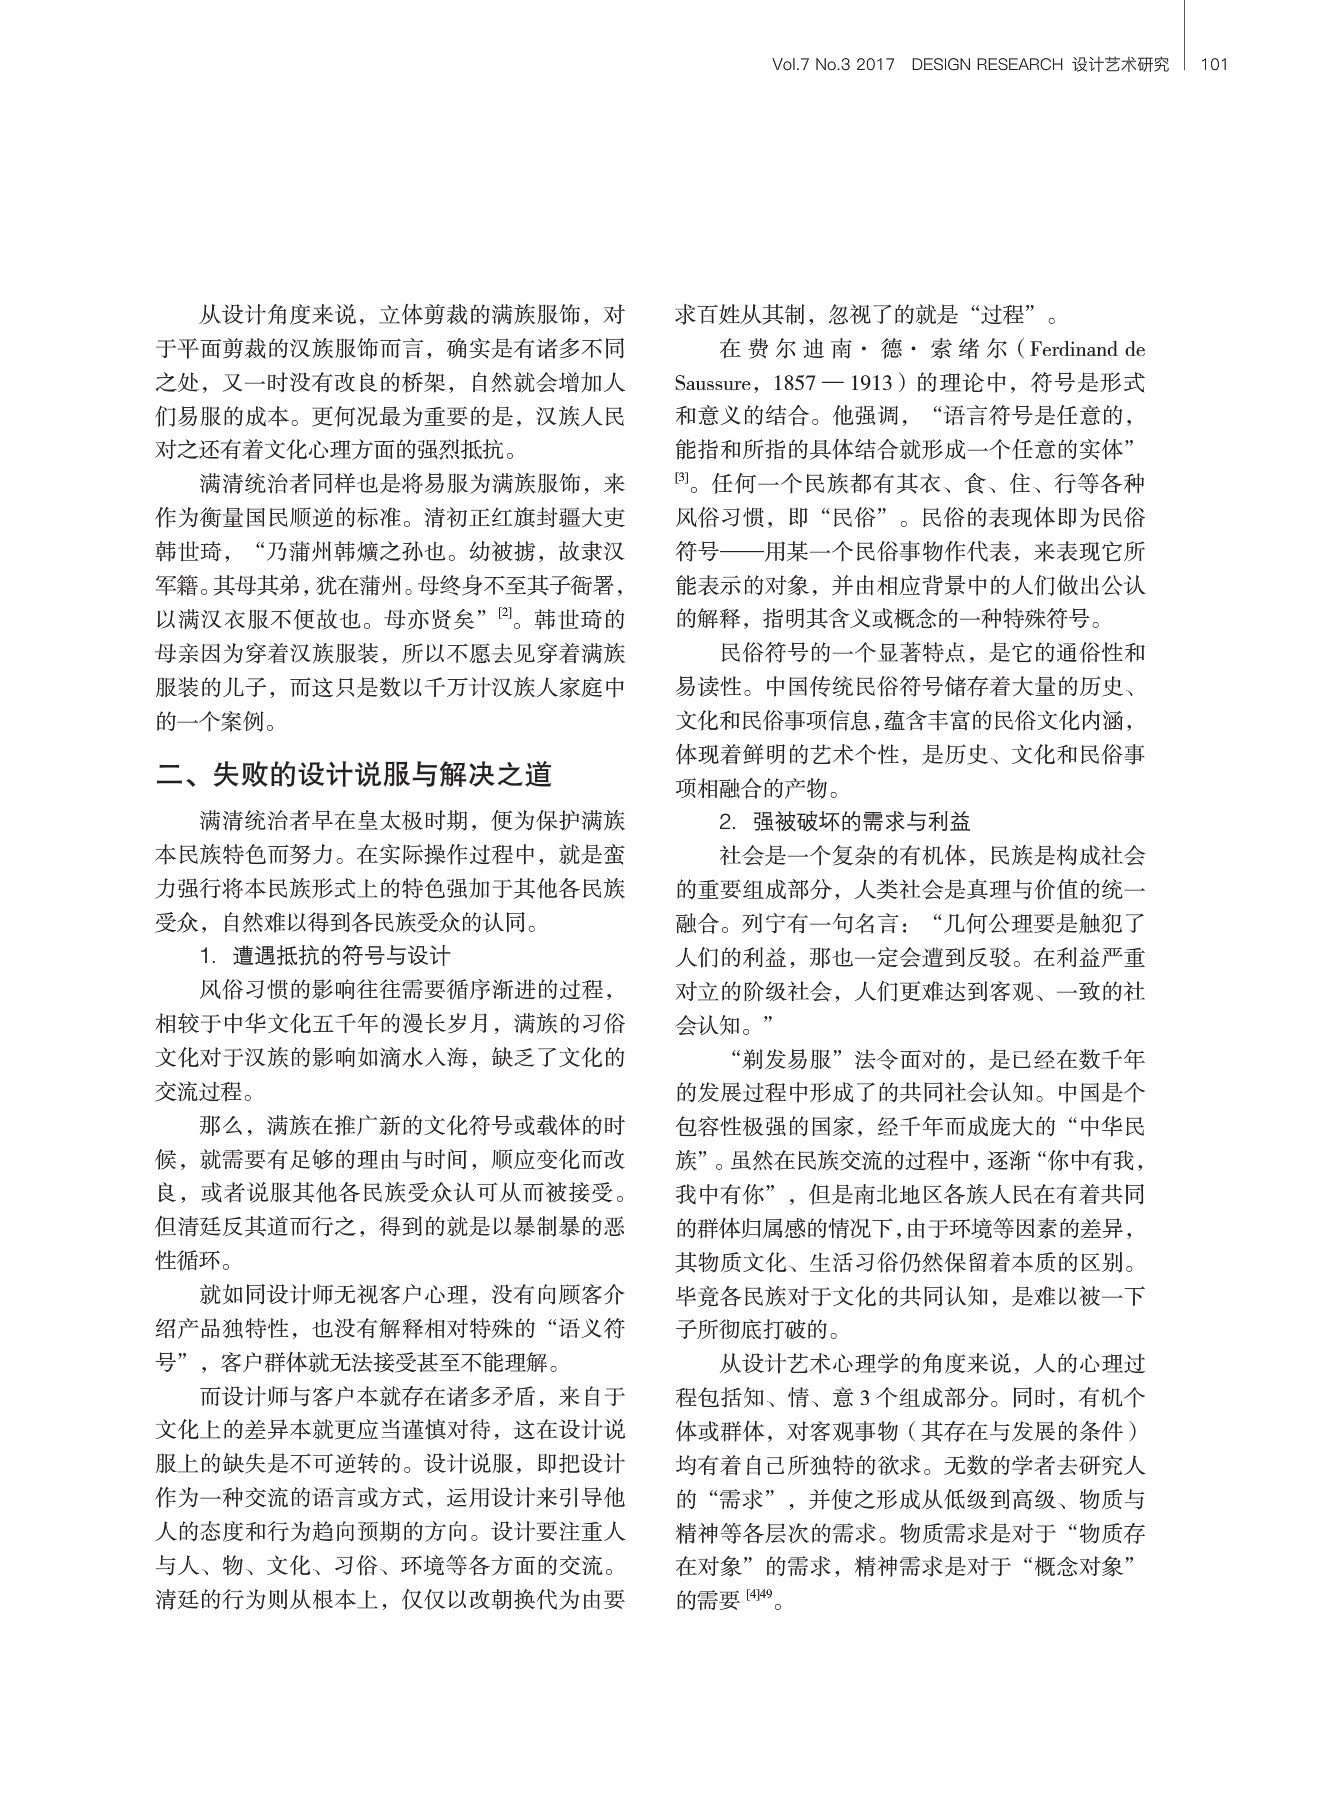 Vol.7 No.3 2017 DESIGN RESEARCH 设计艺术研究 101
从设计角度来说，立体剪裁的满族服饰，对
于平面剪裁的汉族服饰而言，确实是有诸多不同
之处，又一时没有改良的桥架，自然就会增加人
们易服的成本。更何况最为重要的是，汉族人民
对之还有着文化心理方面的强烈抵抗。
满清统治者同样也是将易服为满族服饰，来
作为衡量国民顺逆的标准。清初正红旗封疆大吏
韩世琦，“乃蒲州韩爌之孙也。幼被掳，故隶汉
军籍。其母其弟，犹在蒲州。母终身不至其子衙署，
以满汉衣服不便故也。母亦贤矣”[2]。韩世琦的
母亲因为穿着汉族服装，所以不愿去见穿着满族
服装的儿子，而这只是数以千万计汉族人家庭中
的一个案例。
二、失败的设计说服与解决之道
满清统治者早在皇太极时期，便为保护满族
本民族特色而努力。在实际操作过程中，就是蛮
力强行将本民族形式上的特色强加于其他各民族
受众，自然难以得到各民族受众的认同。
1. 遭遇抵抗的符号与设计
风俗习惯的影响往往需要循序渐进的过程，
相较于中华文化五千年的漫长岁月，满族的习俗
文化对于汉族的影响如滴水入海，缺乏了文化的
交流过程。
那么，满族在推广新的文化符号或载体的时
候，就需要有足够的理由与时间，顺应变化而改
良，或者说服其他各民族受众认可从而被接受。
但清廷反其道而行之，得到的就是以暴制暴的恶
性循环。
就如同设计师无视客户心理，没有向顾客介
绍产品独特性，也没有解释相对特殊的“语义符
号”，客户群体就无法接受甚至不能理解。
而设计师与客户本就存在诸多矛盾，来自于
文化上的差异本就更应当谨慎对待，这在设计说
服上的缺失是不可逆转的。设计说服，即把设计
作为一种交流的语言或方式，运用设计来引导他
人的态度和行为趋向预期的方向。设计要注重人
与人、物、文化、习俗、环境等各方面的交流。
清廷的行为则从根本上，仅仅以改朝换代为由要
求百姓从其制，忽视了的就是“过程”。
在费尔迪南·德·索绪尔（Ferdinand de
Saussure，1857 — 1913）的理论中，符号是形式
和意义的结合。他强调，“语言符号是任意的，
能指和所指的具体结合就形成一个任意的实体”
[3]。任何一个民族都有其衣、食、住、行等各种
风俗习惯，即“民俗”。民俗的表现体即为民俗
符号——用某一个民俗事物作代表，来表现它所
能表示的对象，并由相应背景中的人们做出公认
的解释，指明其含义或概念的一种特殊符号。
民俗符号的一个显著特点，是它的通俗性和
易读性。中国传统民俗符号储存着大量的历史、
文化和民俗事项信息，蕴含丰富的民俗文化内涵，
体现着鲜明的艺术个性，是历史、文化和民俗事
项相融合的产物。
2. 强被破坏的需求与利益
社会是一个复杂的有机体，民族是构成社会
的重要组成部分，人类社会是真理与价值的统一
融合。列宁有一句名言：“几何公理要是触犯了
人们的利益，那也一定会遭到反驳。在利益严重
对立的阶级社会，人们更难达到客观、一致的社
会认知。”
“剃发易服”法令面对的，是已经在数千年
的发展过程中形成了的共同社会认知。中国是个
包容性极强的国家，经千年而成庞大的“中华民
族”。虽然在民族交流的过程中，逐渐“你中有我，
我中有你”，但是南北地区各族人民在有着共同
的群体归属感的情况下，由于环境等因素的差异，
其物质文化、生活习俗仍然保留着本质的区别。
毕竟各民族对于文化的共同认知，是难以被一下
子所彻底打破的。
从设计艺术心理学的角度来说，人的心理过
程包括知、情、意 3 个组成部分。同时，有机个
体或群体，对客观事物（其存在与发展的条件）
均有着自己所独特的欲求。无数的学者去研究人
的“需求”，并使之形成从低级到高级、物质与
精神等各层次的需求。物质需求是对于“物质存
在对象”的需求，精神需求是对于“概念对象”
的需要 [4]49。